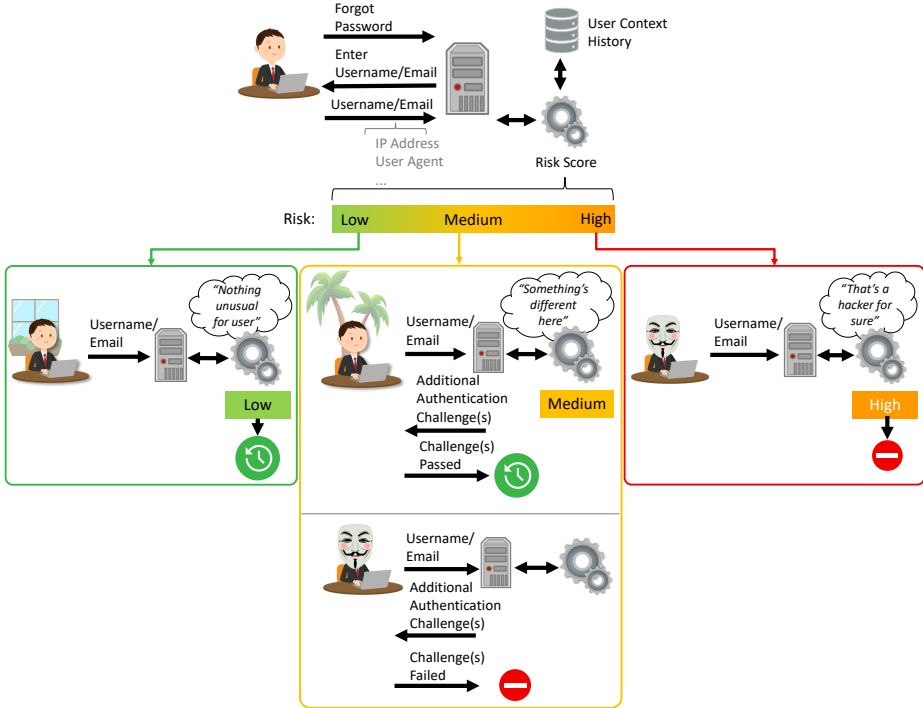 Forgot
Password
Enter
Username/Email
Username/Email
IP Address
User Agent
...
User Context
History
Risk Score
Risk:
Low
Medium
High
"Nothing
unusual
for user"
Username/
Email
Low
"Something's
different
here"
Username/
Email
Additional
Authentication
Challenge(s)
Medium
Challenge(s)
Passed
"That's a
hacker for
sure"
Username/
Email
High
Username/
Email
Additional
Authentication
Challenge(s)
Challenge(s)
Failed